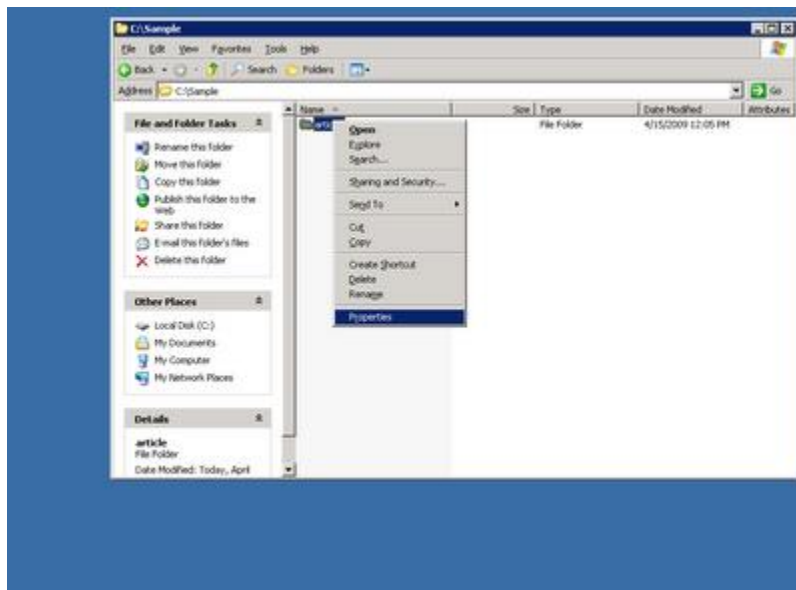 C:\Sample
File Edit View Favorites Tools Help
Back Search Folders
Address C:\Sample Go
Name Size Type Date Modified Attributes
article File Folder 4/15/2009 12:05 PM
File and Folder Tasks
Rename this folder
Move this folder
Copy this folder
Publish this folder to the
Web
Share this folder
E-mail this folder's files
Delete this folder
Other Places
Local Disk (C:)
My Documents
My Computer
My Network Places
Details
article
File Folder
Date Modified: Today, April
Open
Explore
Search...
Sharing and Security...
Send To
Cut
Copy
Create Shortcut
Delete
Rename
Properties